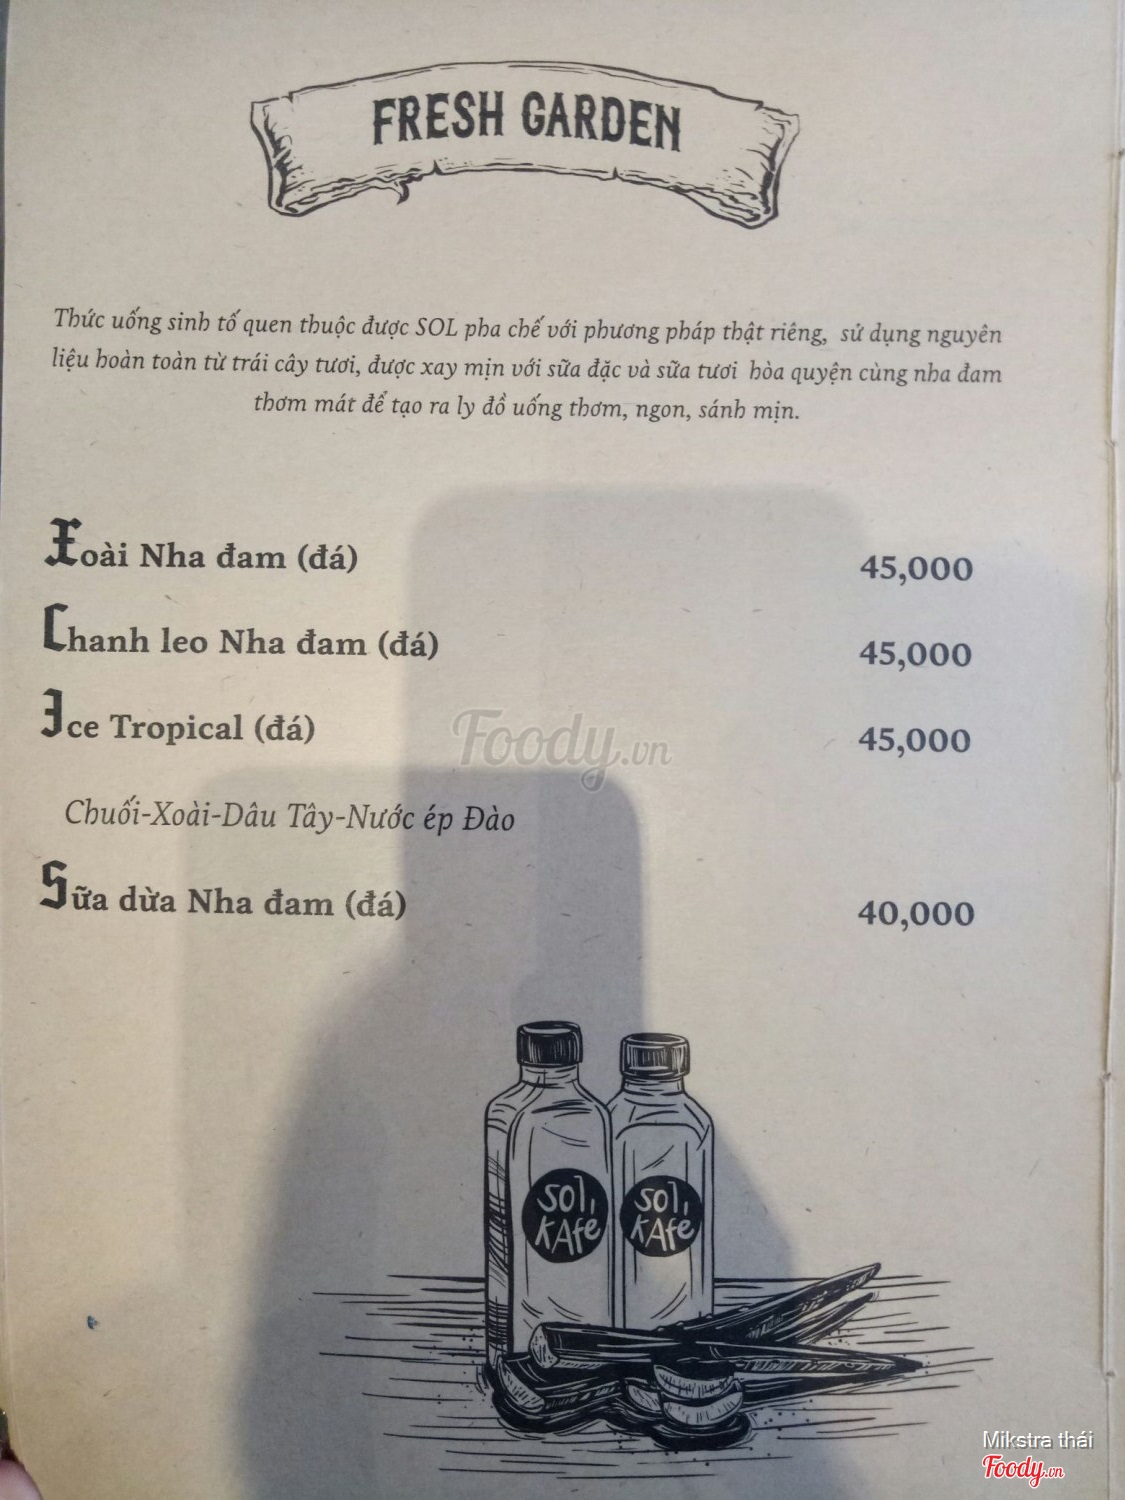 FRESH GARDEN
Thức uống sinh tố quen thuộc được SOL pha chế với phương pháp thật riêng, sử dụng nguyên
liệu hoàn toàn từ trái cây tươi, được xay mịn với sữa đặc và sữa tươi hòa quyện cùng nha đam
thơm mát để tạo ra ly đồ uống thơm, ngon, sánh mịn.
Xoài Nha đam (đá) 45,000
Chanh leo Nha đam (đá) 45,000
Ice Tropical (đá) 45,000
Foody.vn
Chuối-Xoài-Dâu Tây-Nước ép Đào
Sữa dừa Nha đam (đá) 40,000
SOL, SOL,
KAfe KAfe
Mikstra thái
Foody.vn